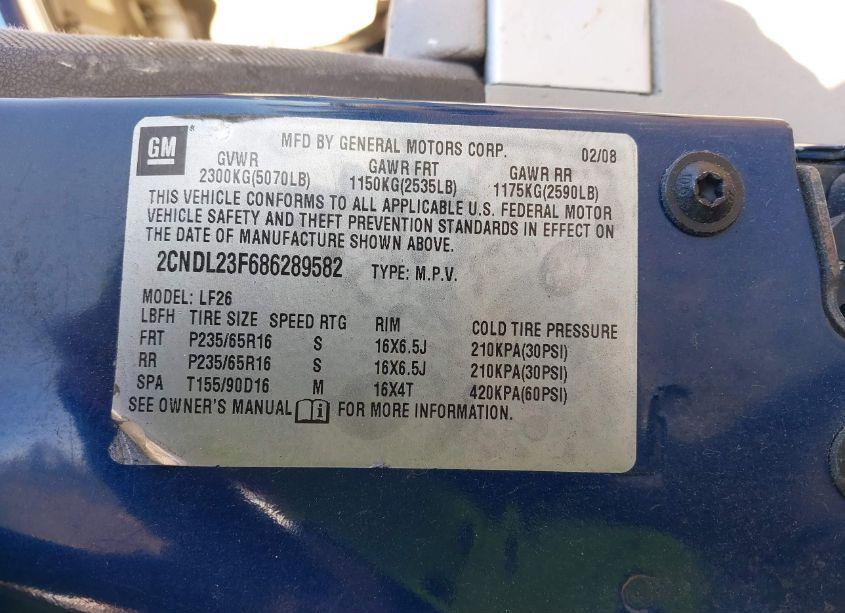 GM ®
MFD BY GENERAL MOTORS CORP. 02/08
GVWR GAWR FRT GAWR RR
2300KG(5070LB) 1150KG(2535LB) 1175KG(2590LB)
THIS VEHICLE CONFORMS TO ALL APPLICABLE U.S. FEDERAL MOTOR
VEHICLE SAFETY AND THEFT PREVENTION STANDARDS IN EFFECT ON
THE DATE OF MANUFACTURE SHOWN ABOVE.
2CNDL23F686289582 TYPE: M.P.V.
MODEL: LF26
LBFH TIRE SIZE SPEED RTG RIM COLD TIRE PRESSURE
FRT P235/65R16 S 16X6.5J 210KPA(30PSI)
RR P235/65R16 S 16X6.5J 210KPA(30PSI)
SPA T155/90D16 M 16X4T 420KPA(60PSI)
SEE OWNER'S MANUAL i FOR MORE INFORMATION.